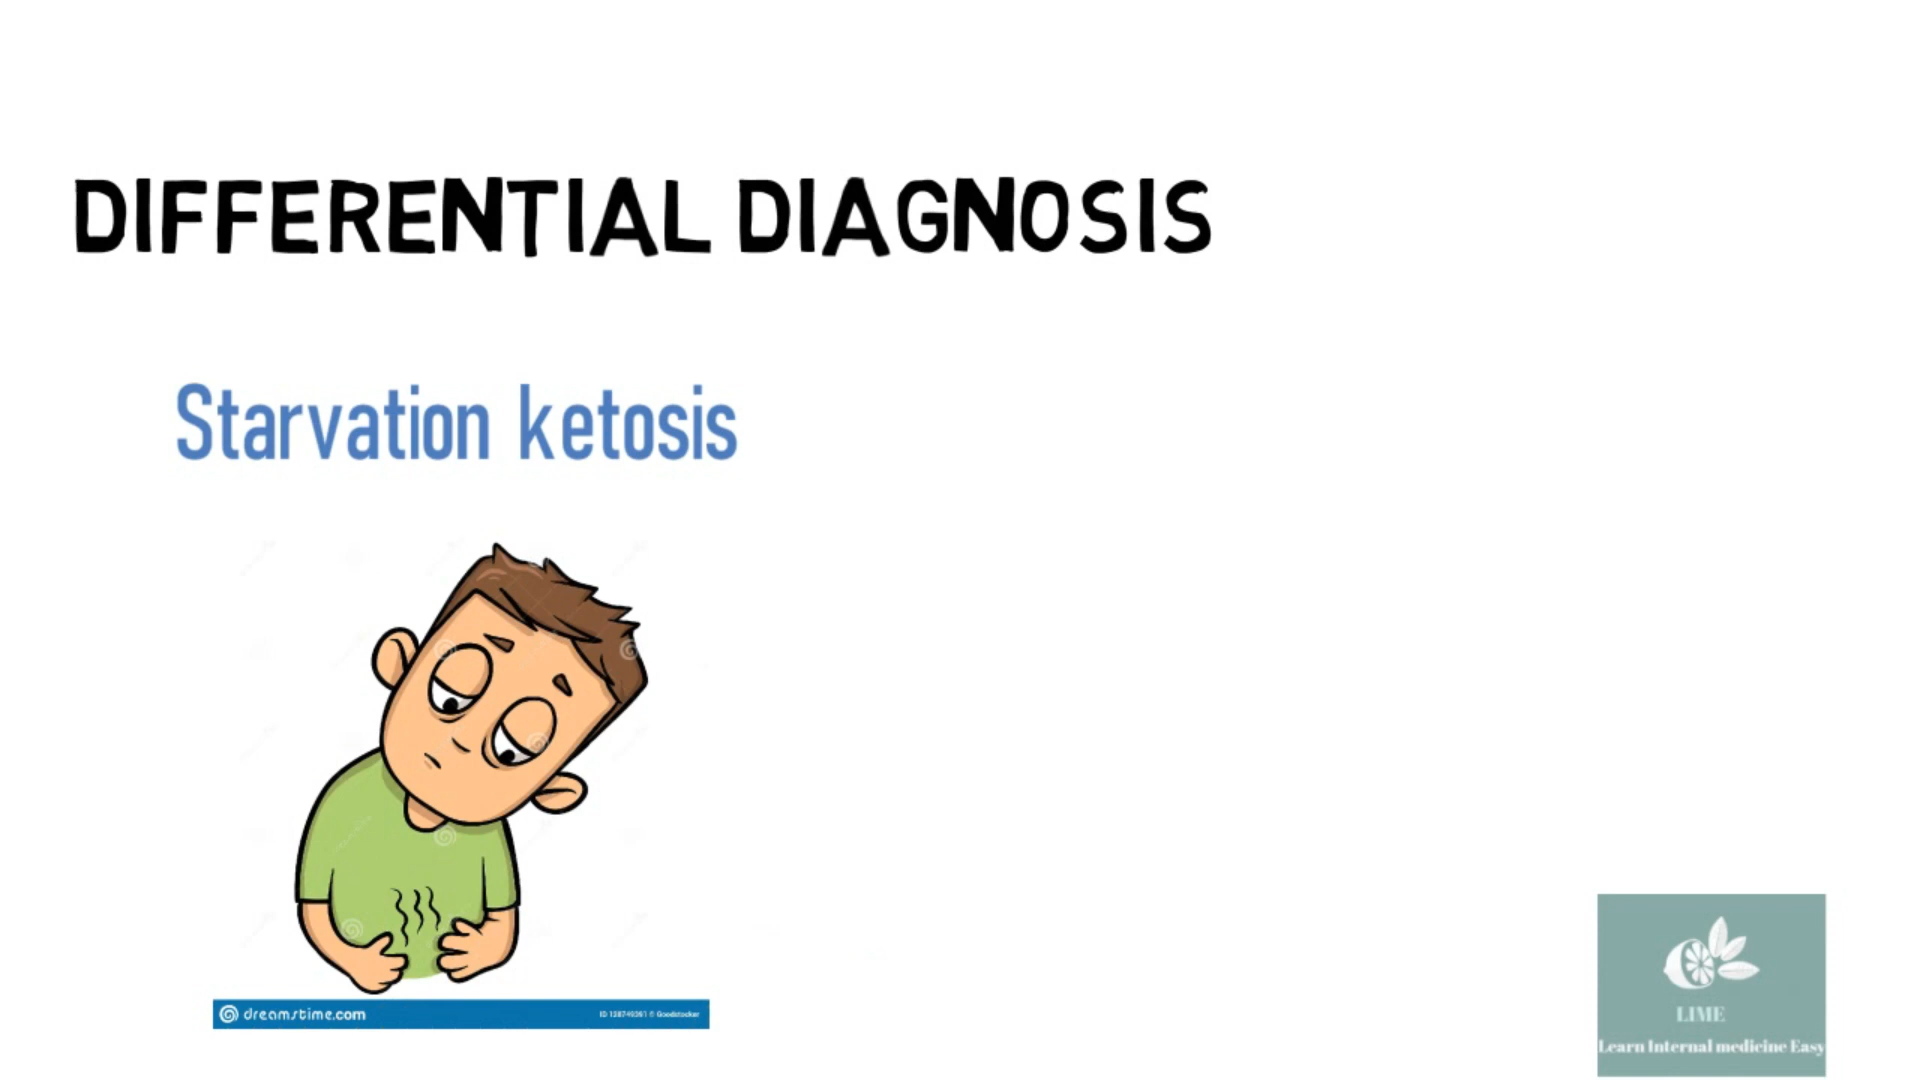 DIFFERENTIAL DIAGNOSIS
Starvation ketosis
dreamstime.com
LIME
Learn Internal medicine Easy